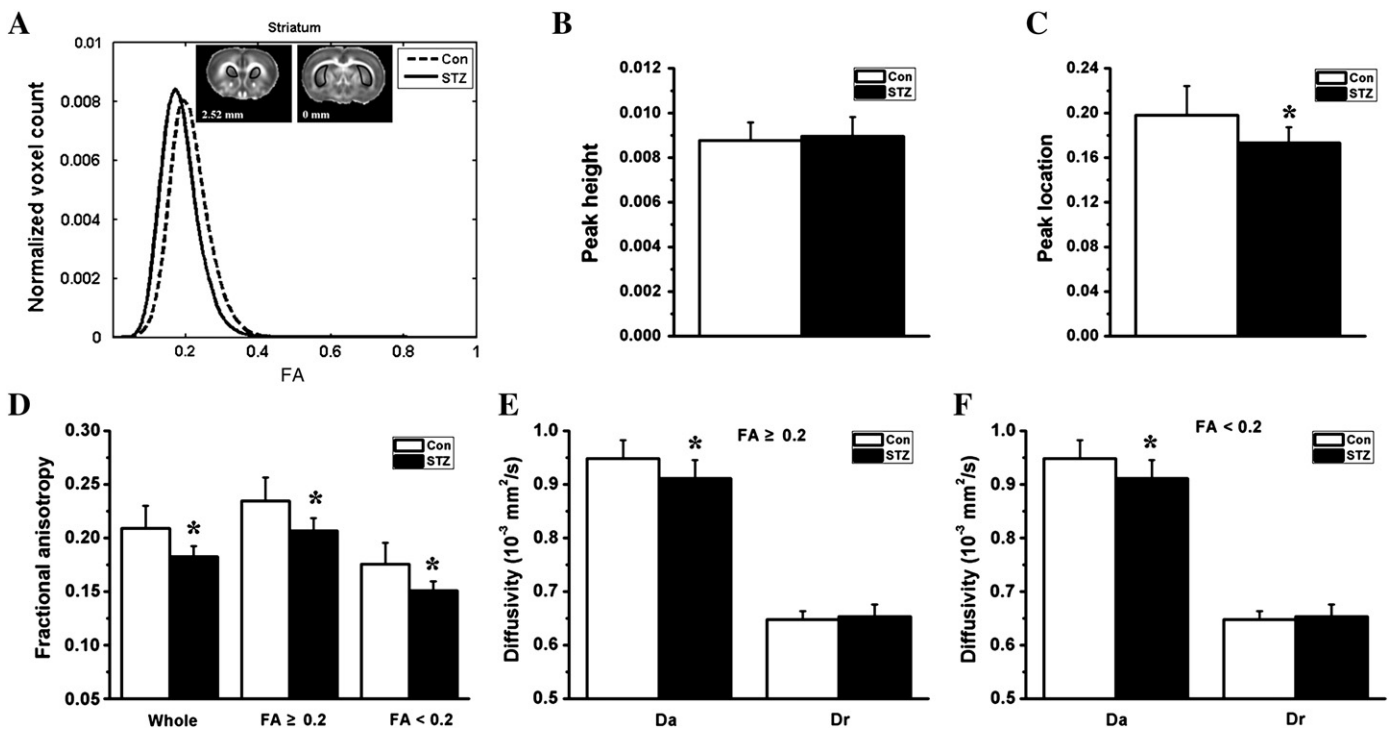 A
Striatum
0.01
0.008
0.006
0.004
0.002
0
Normalized voxel count
2.52 mm
0 mm
Con
STZ
0.2
0.4
0.6
0.8
1
FA
B
0.012
0.010
0.008
0.006
0.004
0.002
0.000
Peak height
Con
STZ
C
0.24
0.20
0.16
0.12
0.08
0.04
0.00
Peak location
Con
STZ
*
D
0.30
0.25
0.20
0.15
0.10
0.05
Fractional anisotropy
Con
STZ
*
*
*
Whole
FA ≥ 0.2
FA < 0.2
E
1.0
0.9
0.8
0.7
0.6
0.5
Diffusivity (10⁻³ mm²/s)
FA ≥ 0.2
Con
STZ
*
Da
Dr
F
1.0
0.9
0.8
0.7
0.6
0.5
Diffusivity (10⁻³ mm²/s)
FA < 0.2
Con
STZ
*
Da
Dr